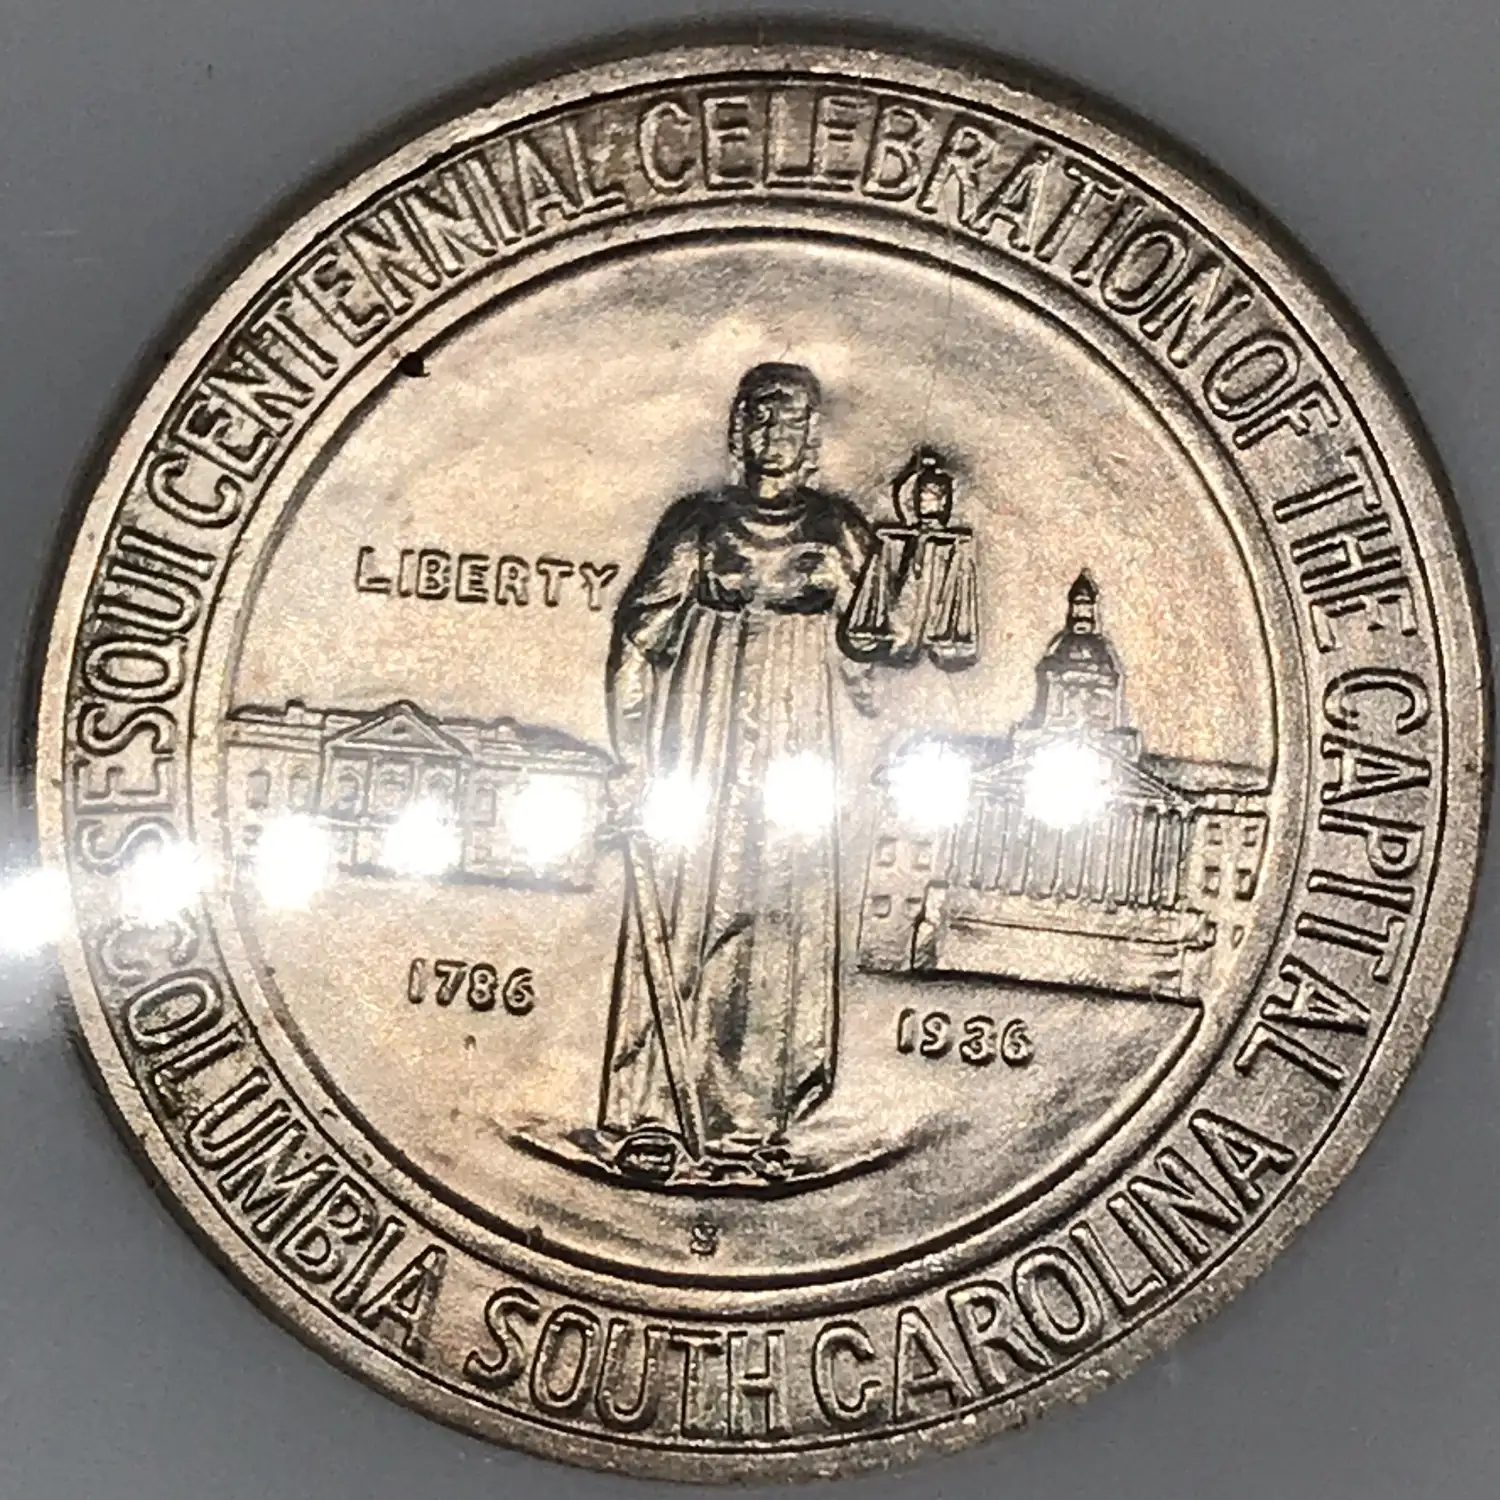 SESQUICENTENNIAL CELEBRATION OF THE CAPITAL
LIBERTY
1786
1936
S
COLUMBIA SOUTH CAROLINA